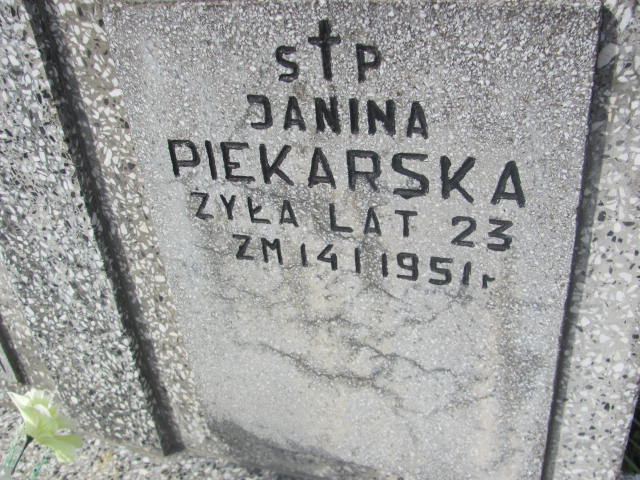 S✝P
JANINA
PIEKARSKA
ŻYŁA LAT 23
ZM 14 I 1951 r